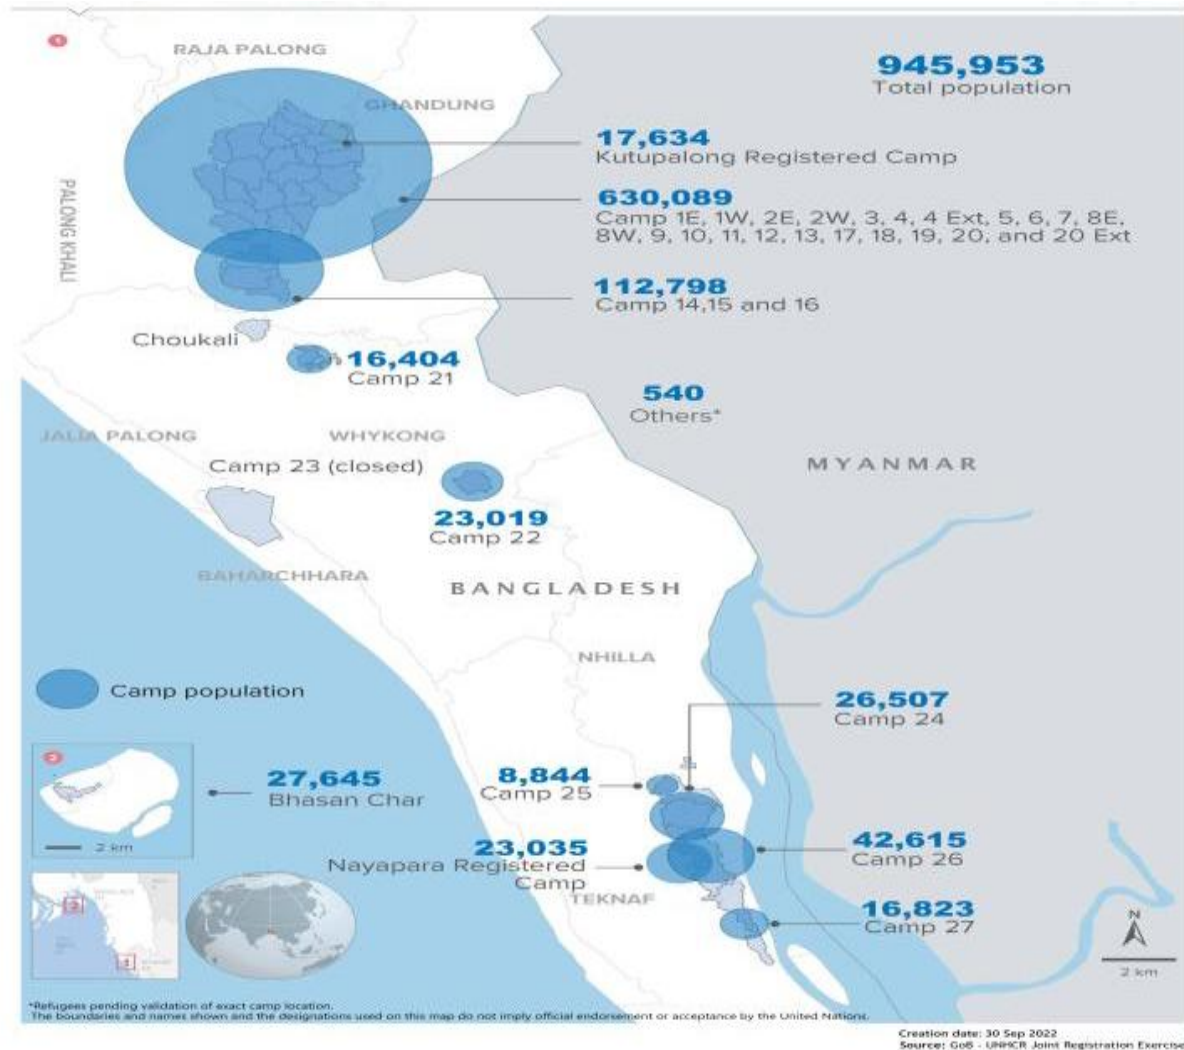 1
RAJA PALONG
GHANDUNG
PALONG KHALI
945,953
Total population
17,634
Kutupalong Registered Camp
630,089
Camp 1E, 1W, 2E, 2W, 3, 4, 4 Ext, 5, 6, 7, 8E,
8W, 9, 10, 11, 12, 13, 17, 18, 19, 20, and 20 Ext
112,798
Camp 14,15 and 16
Choukali
16,404
Camp 21
540
Others*
JALIA PALONG
WHYKONG
MYANMAR
Camp 23 (closed)
23,019
Camp 22
BAHARCHHARA
BANGLADESH
NHILLA
Camp population
26,507
Camp 24
2 km
27,645
Bhasan Char
8,844
Camp 25
23,035
Nayapara Registered
Camp
42,615
Camp 26
TEKNAF
16,823
Camp 27
2
1
N
2 km
*Refugees pending validation of exact camp location.
The boundaries and names shown and the designations used on this map do not imply official endorsement or acceptance by the United Nations.
Creation date: 30 Sep 2022
Source: GoB - UNHCR Joint Registration Exercise